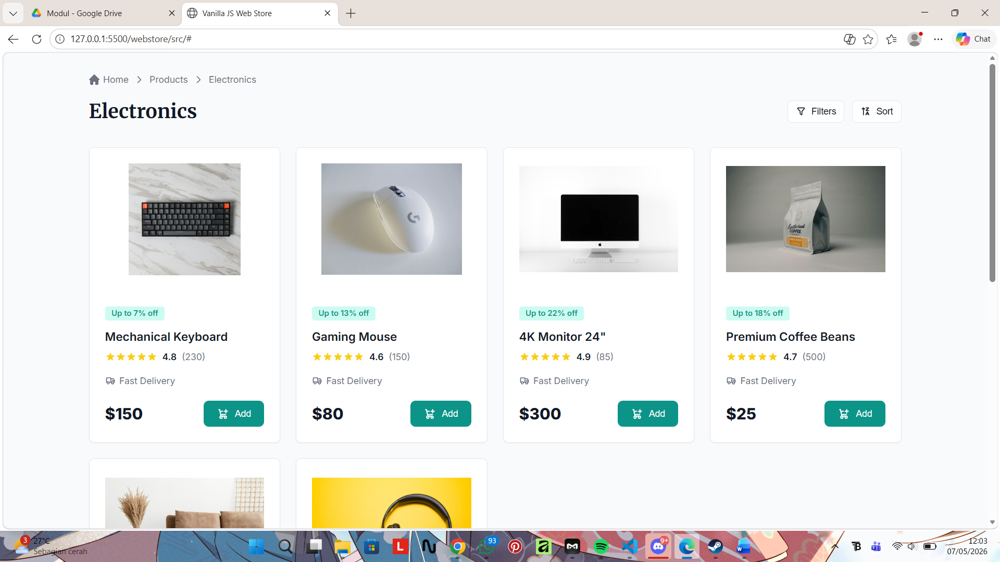 Modul - Google Drive
Vanilla JS Web Store
127.0.0.1:5500/webstore/src/#
Chat
Home
Products
Electronics
Electronics
Filters
Sort
COFFEE
Up to 7% off
Up to 13% off
Up to 22% off
Up to 18% off
Mechanical Keyboard
Gaming Mouse
4K Monitor 24"
Premium Coffee Beans
4.8 (230)
4.6 (150)
4.9 (85)
4.7 (500)
Fast Delivery
Fast Delivery
Fast Delivery
Fast Delivery
$150
Add
$80
Add
$300
Add
$25
Add
3
27°C
Sebagian cerah
L
93
9+
W
12:03
07/05/2026